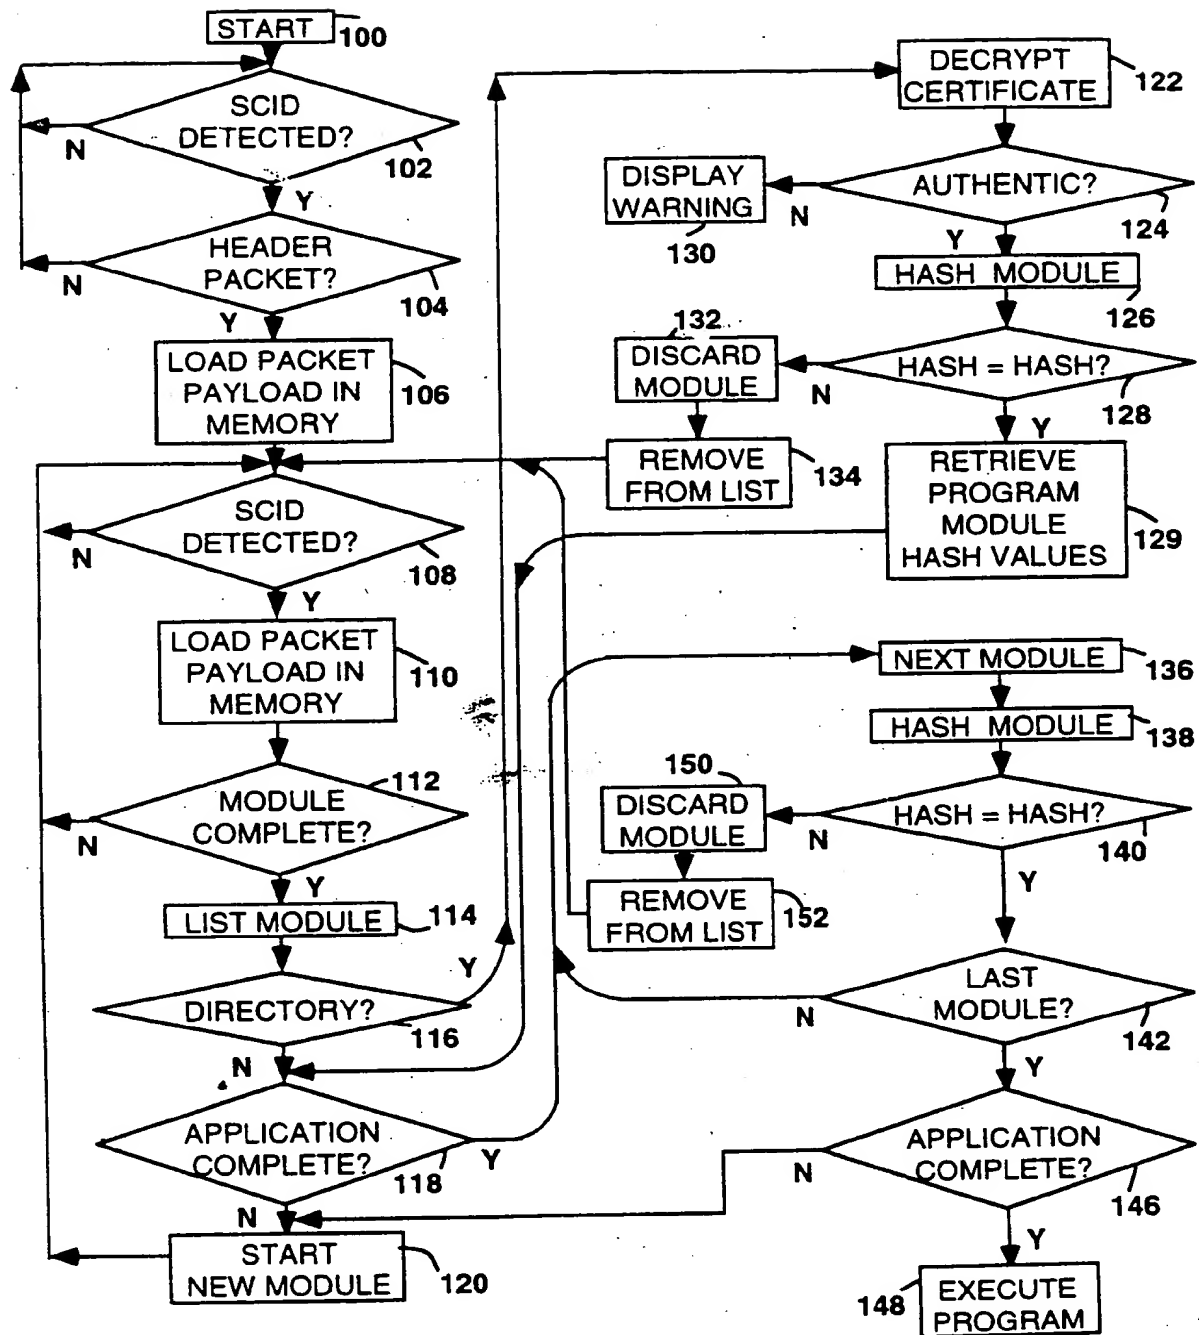 START
100
SCID
DETECTED?
102
N
Y
HEADER
PACKET?
104
N
Y
LOAD PACKET
PAYLOAD IN
MEMORY
106
SCID
DETECTED?
108
N
Y
LOAD PACKET
PAYLOAD IN
MEMORY
110
MODULE
COMPLETE?
112
N
Y
LIST MODULE
114
DIRECTORY?
116
Y
N
APPLICATION
COMPLETE?
118
Y
N
START
NEW MODULE
120
DECRYPT
CERTIFICATE
122
AUTHENTIC?
124
N
Y
DISPLAY
WARNING
130
HASH MODULE
126
HASH = HASH?
128
N
Y
132
DISCARD
MODULE
REMOVE
FROM LIST
134
RETRIEVE
PROGRAM
MODULE
HASH VALUES
129
NEXT MODULE
136
HASH MODULE
138
HASH = HASH?
140
N
Y
150
DISCARD
MODULE
REMOVE
FROM LIST
152
LAST
MODULE?
142
N
Y
APPLICATION
COMPLETE?
146
N
Y
EXECUTE
PROGRAM
148